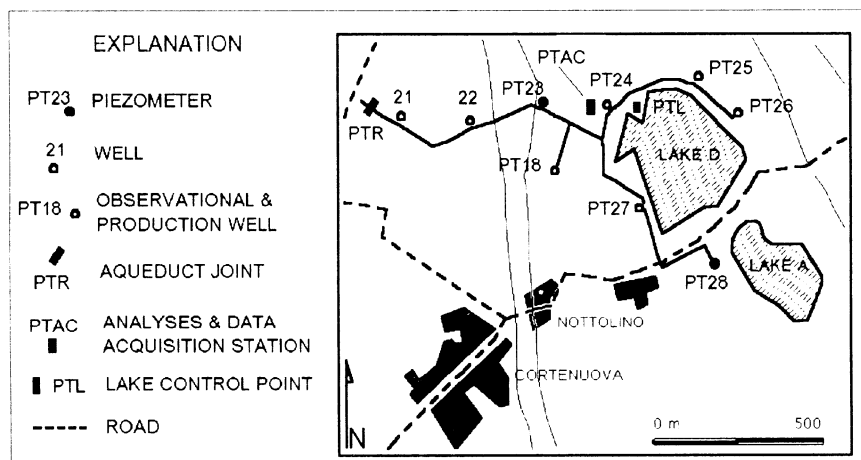 EXPLANATION
PT23 PIEZOMETER
21 WELL
PT18 OBSERVATIONAL & PRODUCTION WELL
PTR AQUEDUCT JOINT
PTAC ANALYSES & DATA ACQUISITION STATION
PTL LAKE CONTROL POINT
ROAD
PTAC
PT25
PT23
PT24
21
22
PTL
PT26
PTR
LAKE D
PT18
PT27
LAKE A
PT28
NOTTOLINO
CORTENUOVA
N
0 m 500